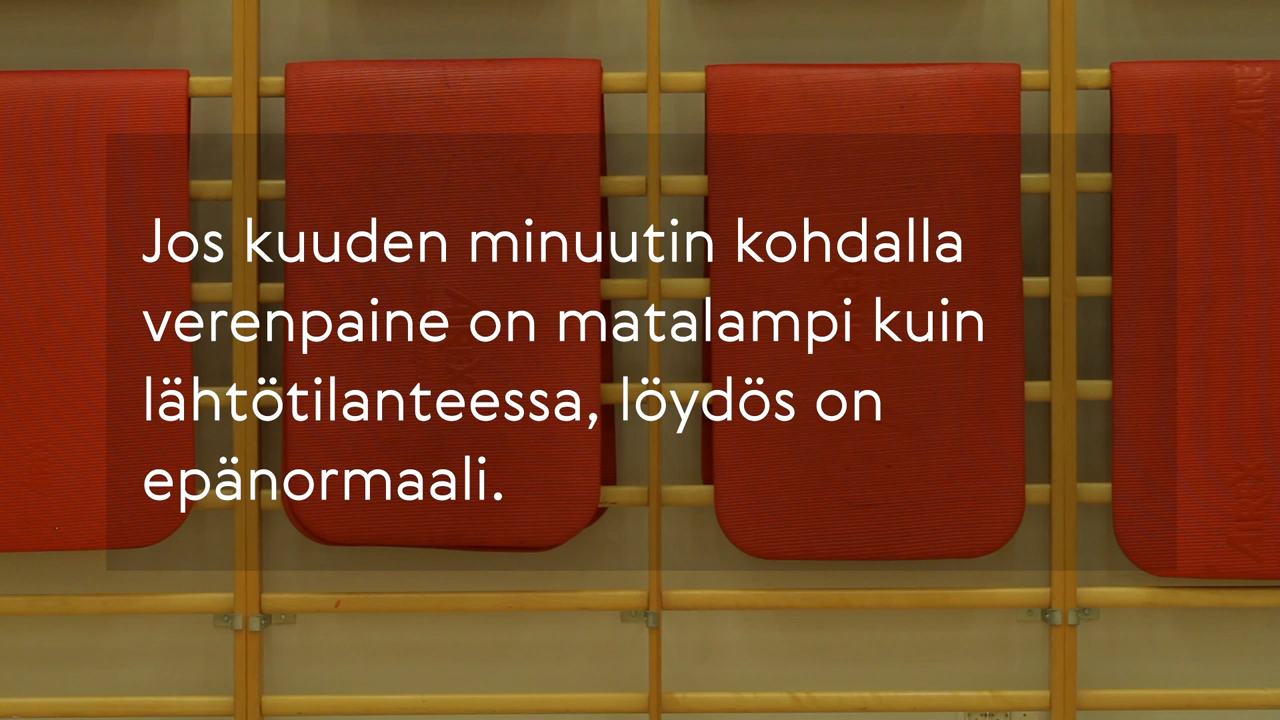 Jos kuuden minuutin kohdalla
verenpaine on matalampi kuin
lähtötilanteessa, löydös on
epänormaali.